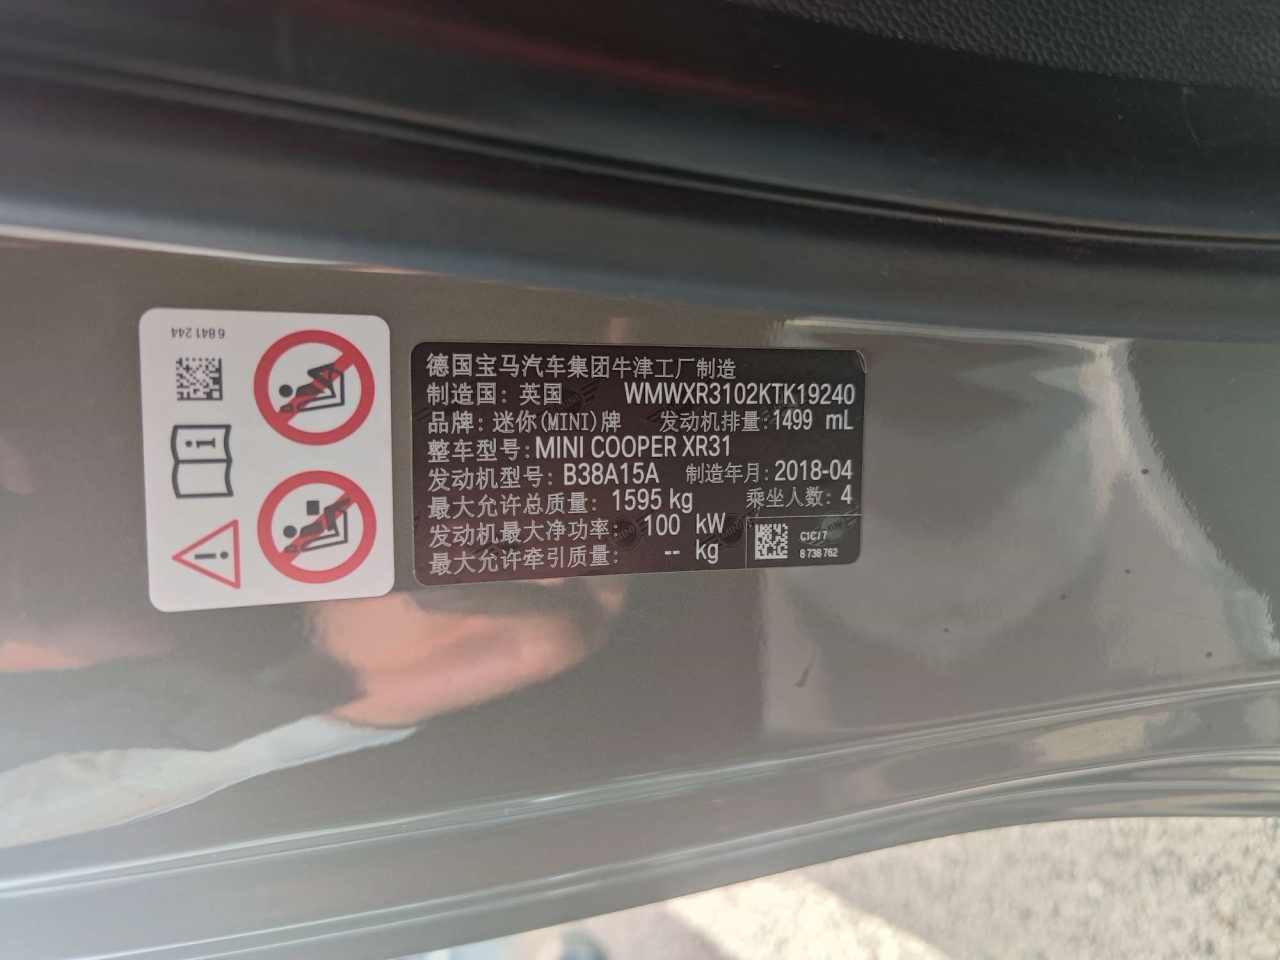 6 841 244
德国宝马汽车集团牛津工厂制造
制造国: 英国 WMWXR3102KTK19240
品牌: 迷你(MINI)牌 发动机排量:1499 mL
整车型号:MINI COOPER XR31
发动机型号: B38A15A 制造年月:2018-04
最大允许总质量: 1595 kg 乘坐人数: 4
发动机最大净功率: 100 kW
最大允许牵引质量: -- kg
C1C/7
8 738 762